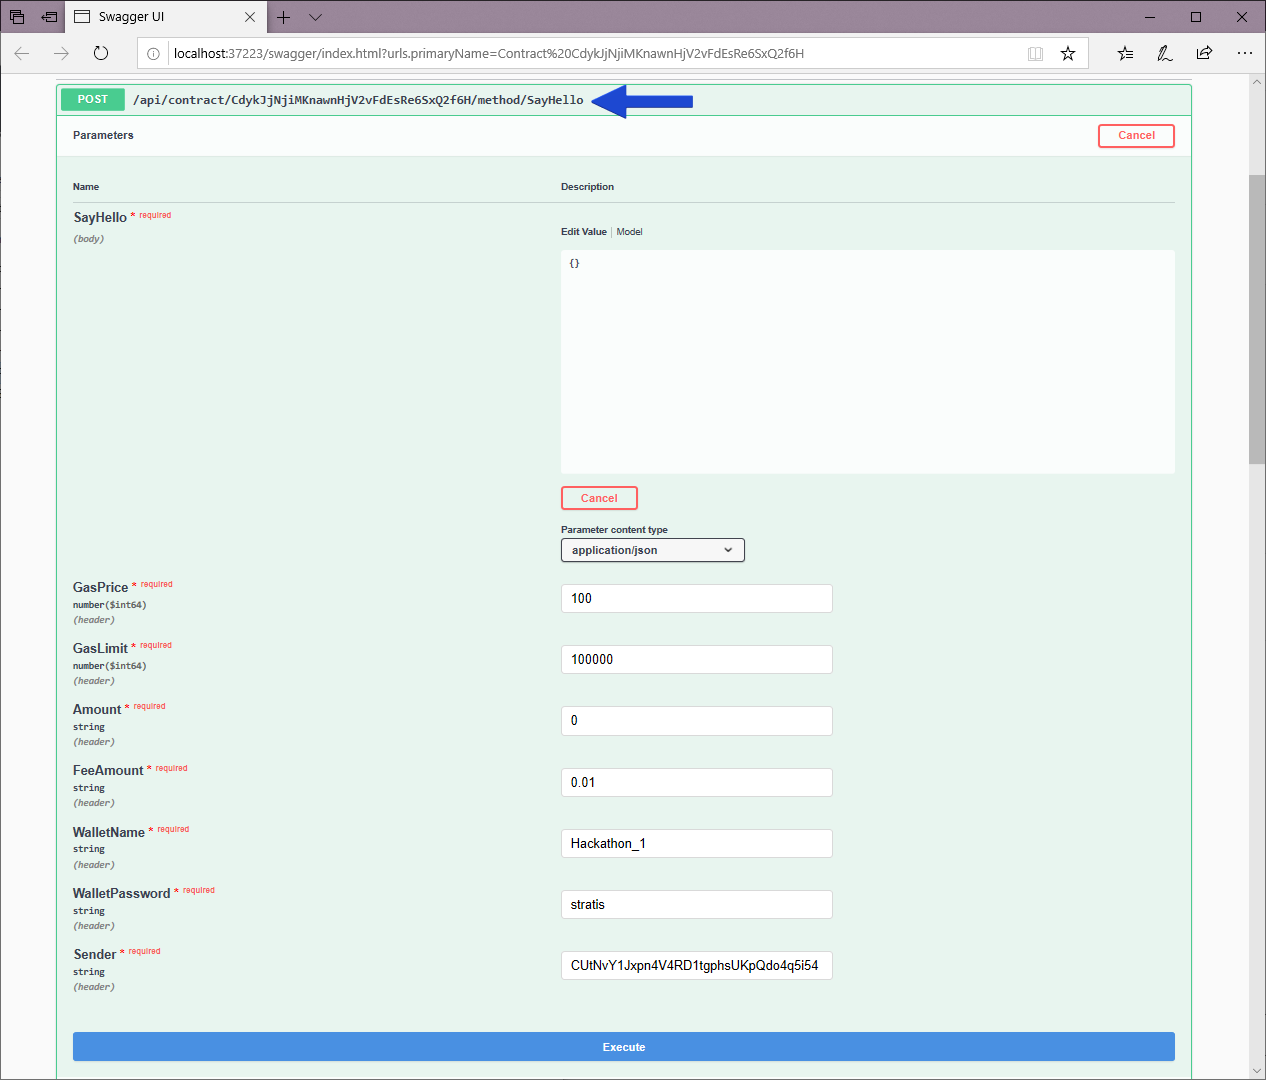 Swagger UI
localhost:37223/swagger/index.html?urls.primaryName=Contract%20CdykJjNjiMKnawnHjV2vFdEsRe6SxQ2f6H
POST /api/contract/CdykJjNjiMKnawnHjV2vFdEsRe6SxQ2f6H/method/SayHello
Parameters Cancel
Name Description
SayHello * required
(body)
Edit Value | Model
{}
Cancel
Parameter content type
application/json
GasPrice * required
number($int64)
(header)
100
GasLimit * required
number($int64)
(header)
100000
Amount * required
string
(header)
0
FeeAmount * required
string
(header)
0.01
WalletName * required
string
(header)
Hackathon_1
WalletPassword * required
string
(header)
stratis
Sender * required
string
(header)
CUtNvY1Jxpn4V4RD1tgphsUKpQdo4q5i54
Execute